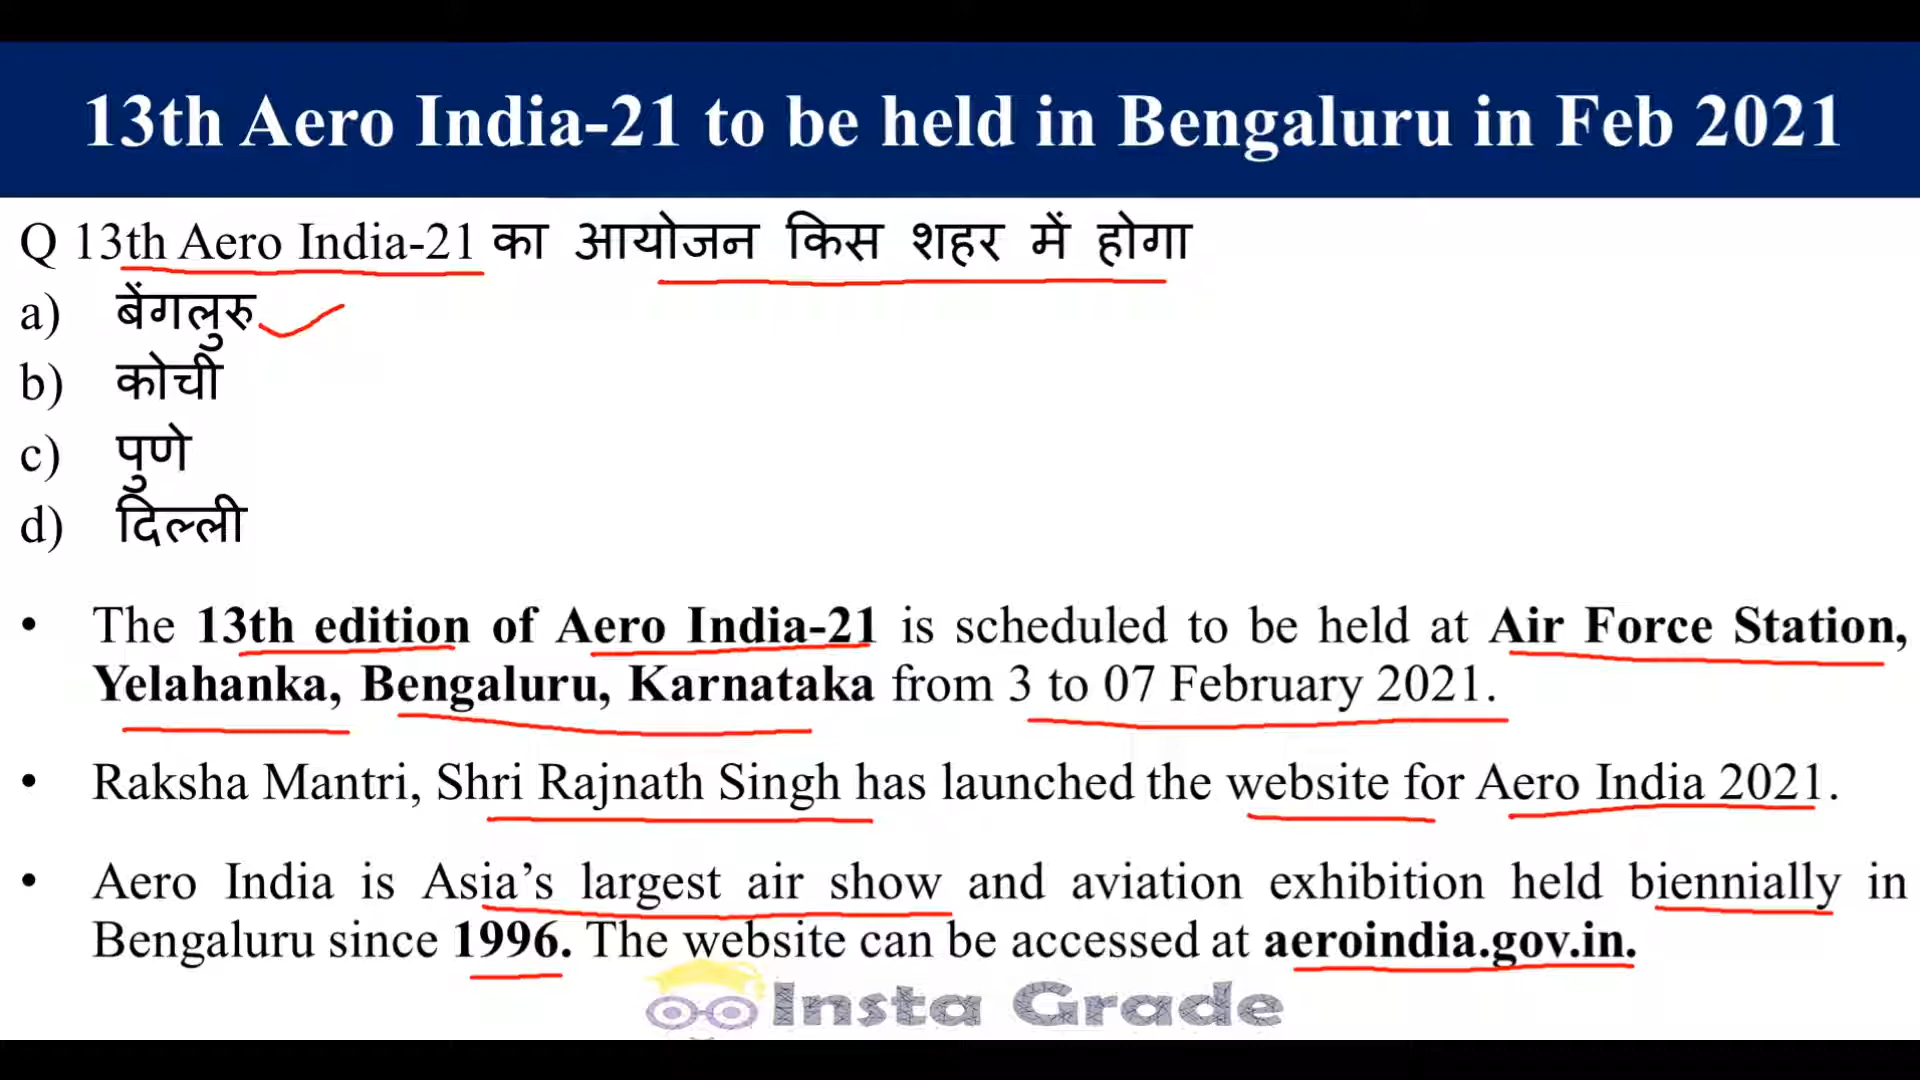 13th Aero India-21 to be held in Bengaluru in Feb 2021
Q 13th Aero India-21 का आयोजन किस शहर में होगा
a) बेंगलुरु
b) कोची
c) पुणे
d) दिल्ली
• The 13th edition of Aero India-21 is scheduled to be held at Air Force Station,
Yelahanka, Bengaluru, Karnataka from 3 to 07 February 2021.
• Raksha Mantri, Shri Rajnath Singh has launched the website for Aero India 2021.
• Aero India is Asia’s largest air show and aviation exhibition held biennially in
Bengaluru since 1996. The website can be accessed at aeroindia.gov.in.
Insta Grade